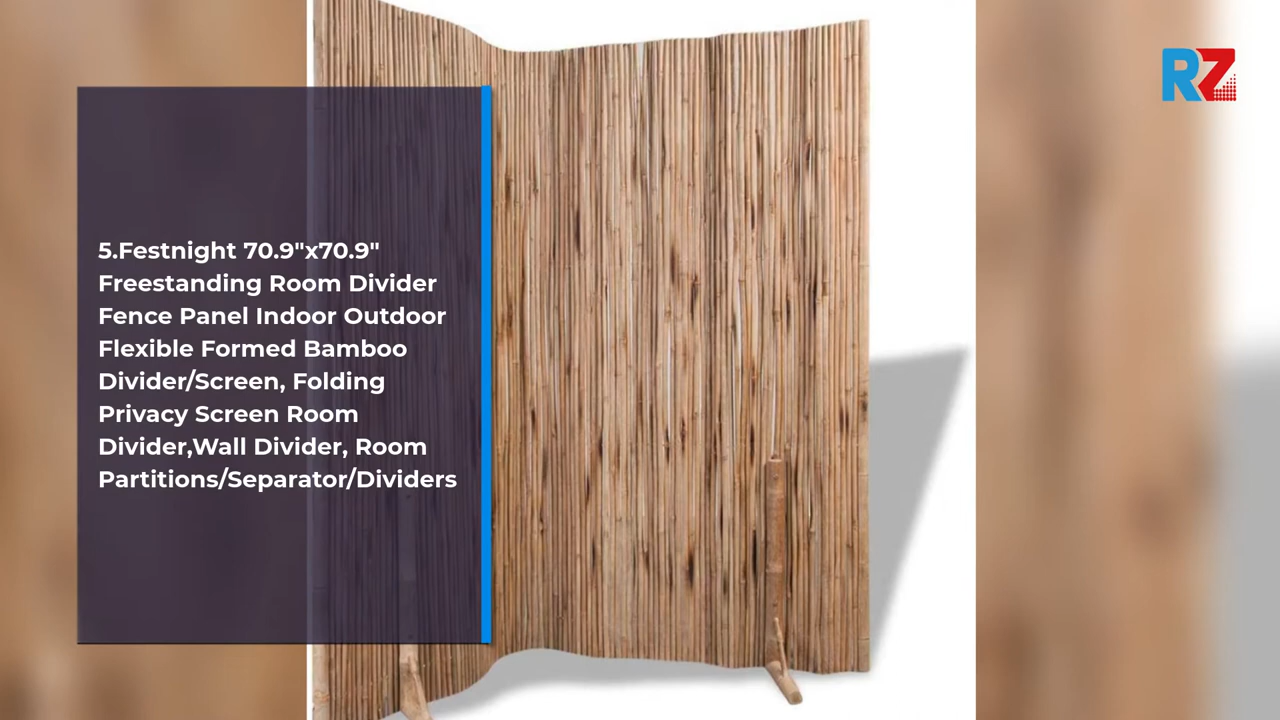 RZ
5.Festnight 70.9"x70.9"
Freestanding Room Divider
Fence Panel Indoor Outdoor
Flexible Formed Bamboo
Divider/Screen, Folding
Privacy Screen Room
Divider,Wall Divider, Room
Partitions/Separator/Dividers